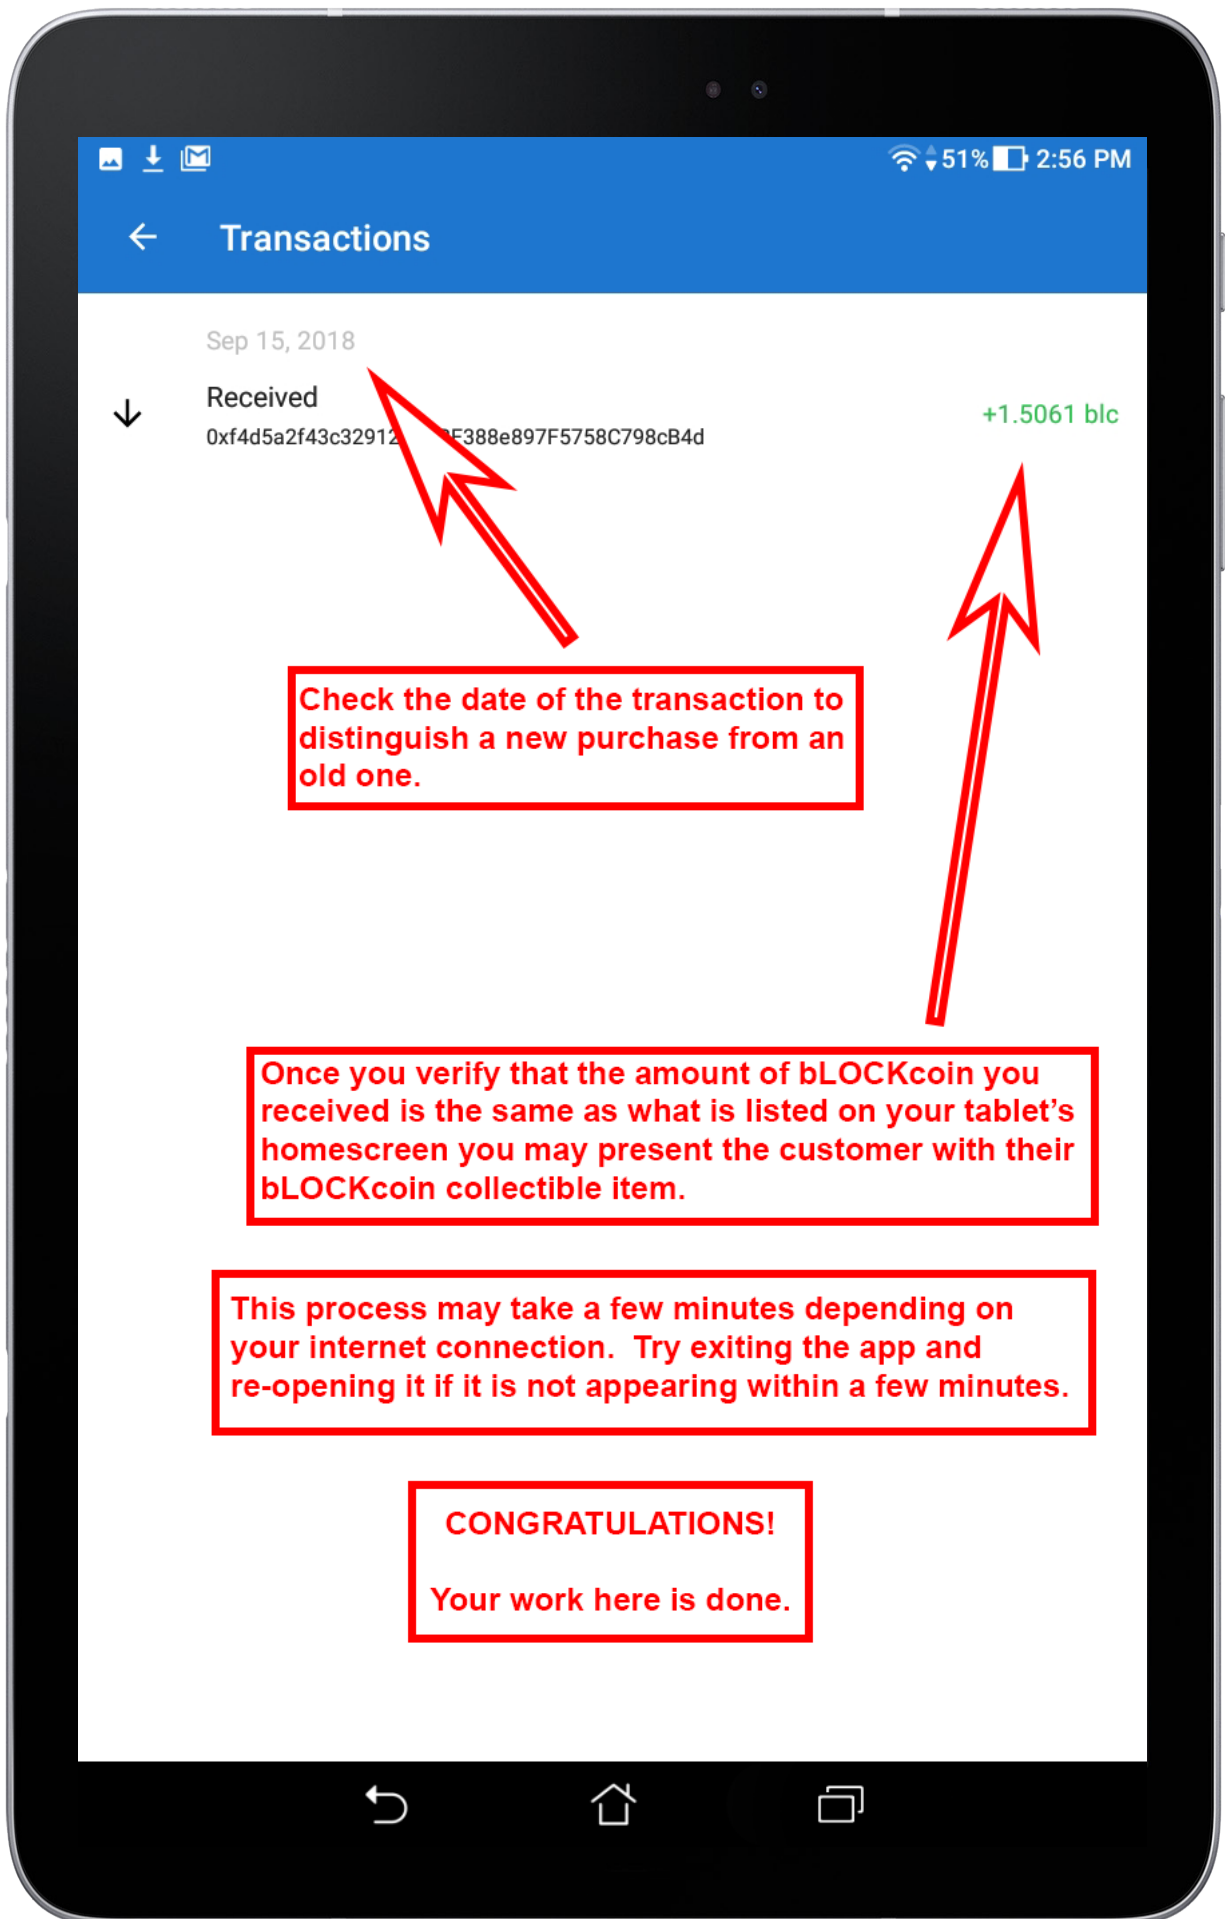 51% 2:56 PM
Transactions
Sep 15, 2018
Received
+1.5061 blc
Check the date of the transaction to
distinguish a new purchase from an
old one.
Once you verify that the amount of bLOCKcoin you
received is the same as what is listed on your tablet’s
homescreen you may present the customer with their
bLOCKcoin collectible item.
This process may take a few minutes depending on
your internet connection.  Try exiting the app and
re-opening it if it is not appearing within a few minutes.
CONGRATULATIONS!
Your work here is done.